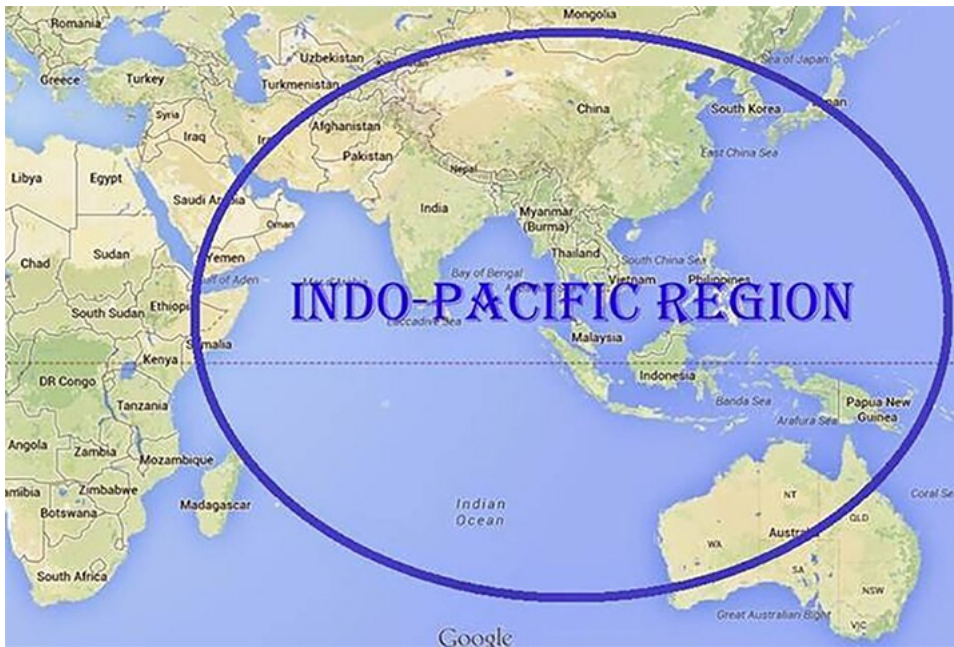 Romania
Mongolia
Uzbekistan
Sea of Japan
Greece
Turkey
Turkmenistan
Syria
China
South Korea
Afghanistan
Iraq
East China Sea
Pakistan
Nepal
Libya
Egypt
India
Saudi
Myanmar
(Burma)
Oman
Thailand
Sudan
Yemen
South China Sea
Chad
Bay of Bengal
Vietnam
Philippines
Gulf of Aden
INDO-PACIFIC REGION
South Sudan
Laccadive Sea
Malaysia
Somalia
Kenya
Indonesia
DR Congo
Banda Sea
Papua New
Guinea
Tanzania
Arafura Sea
Angola
Zambia
Mozambique
Zimbabwe
Madagascar
Indian
Ocean
NT
Coral
Botswana
QLD
WA
SA
South Africa
NSW
Great Australian Bight
VIC
Google